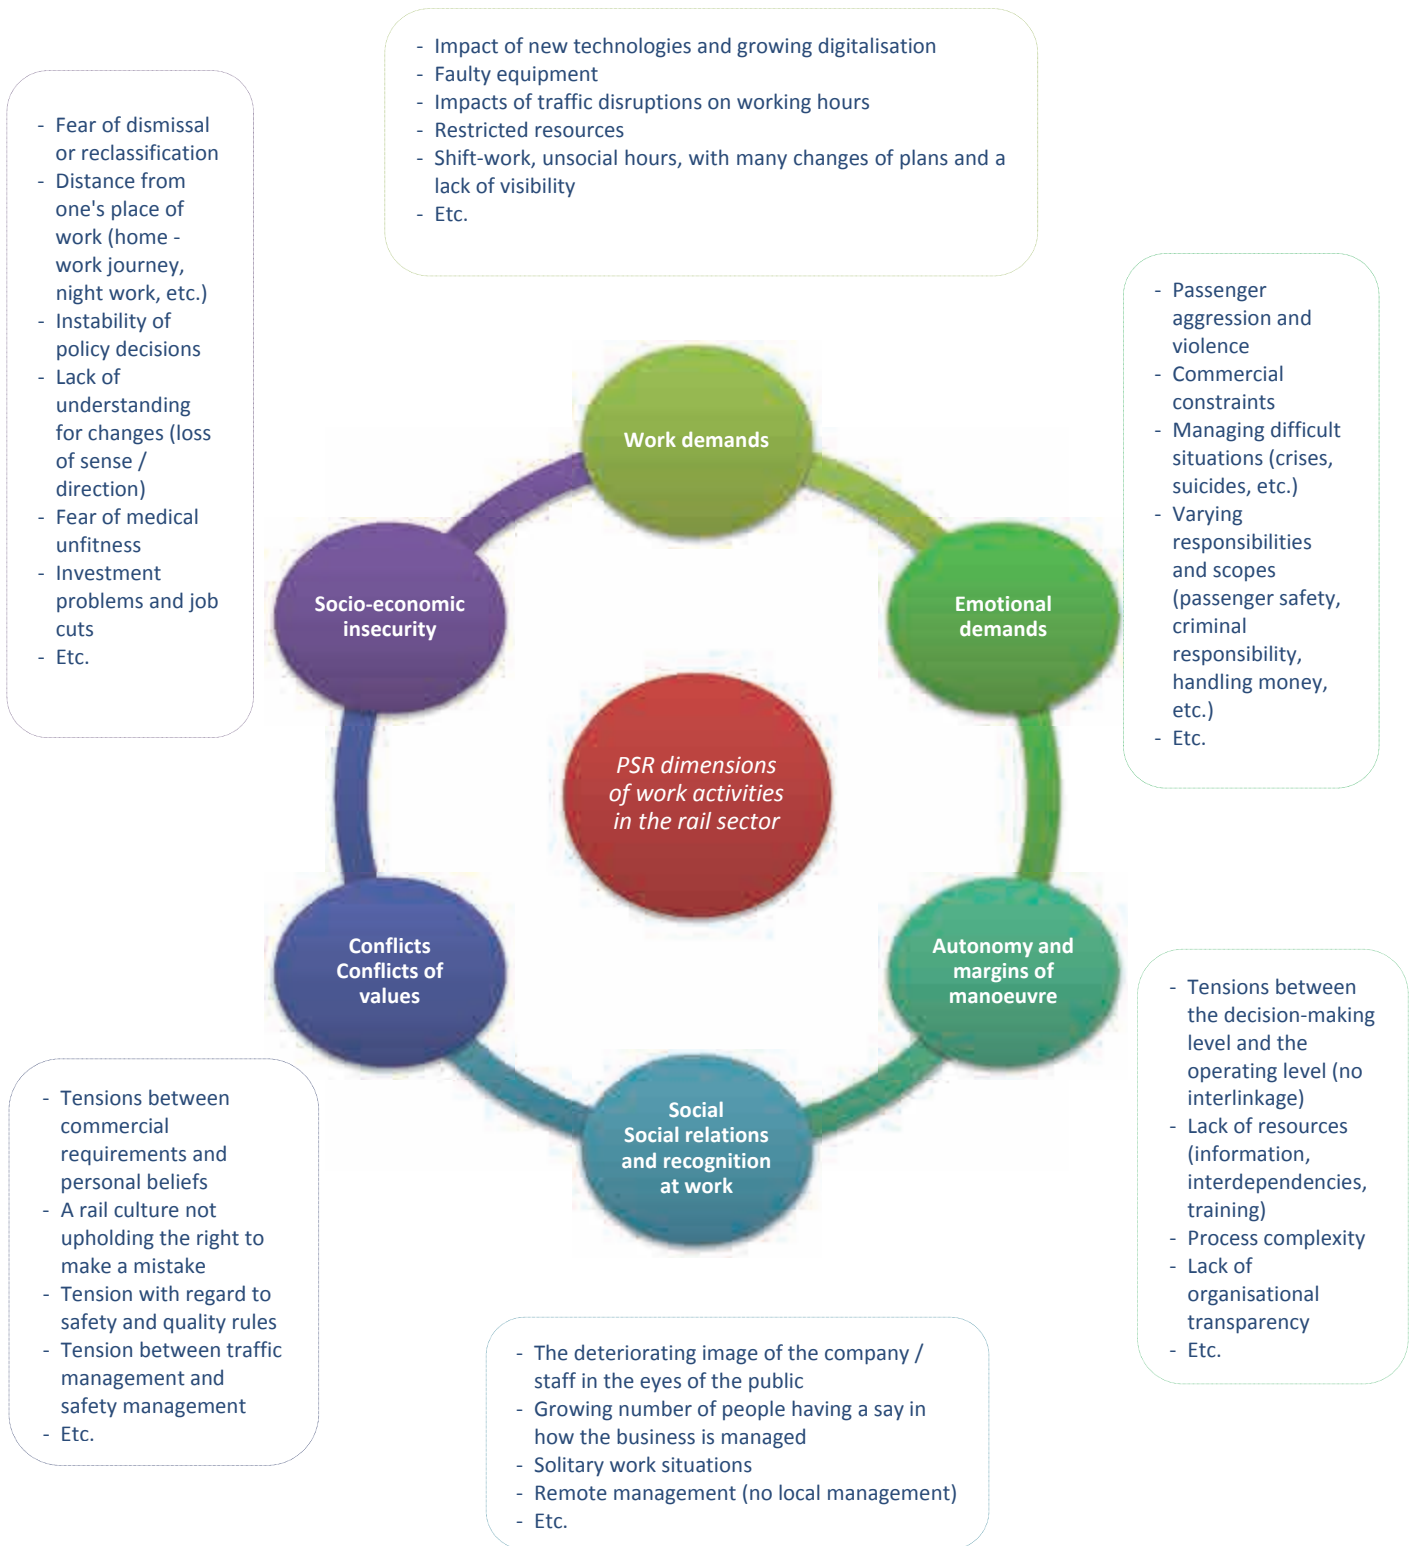 - Impact of new technologies and growing digitalisation
- Faulty equipment
- Impacts of traffic disruptions on working hours
- Restricted resources
- Shift-work, unsocial hours, with many changes of plans and a
lack of visibility
- Etc.
- Fear of dismissal
or reclassification
- Distance from
one's place of
work (home -
work journey,
night work, etc.)
- Instability of
policy decisions
- Lack of
understanding
for changes (loss
of sense /
direction)
- Fear of medical
unfitness
- Investment
problems and job
cuts
- Etc.
- Passenger
aggression and
violence
- Commercial
constraints
- Managing difficult
situations (crises,
suicides, etc.)
- Varying
responsibilities
and scopes
(passenger safety,
criminal
responsibility,
handling money,
etc.)
- Etc.
Work demands
Socio-economic
insecurity
Emotional
demands
PSR dimensions
of work activities
in the rail sector
Conflicts
Conflicts of
values
Autonomy and
margins of
manoeuvre
Social
Social relations
and recognition
at work
- Tensions between
the decision-making
level and the
operating level (no
interlinkage)
- Lack of resources
(information,
interdependencies,
training)
- Process complexity
- Lack of
organisational
transparency
- Etc.
- Tensions between
commercial
requirements and
personal beliefs
- A rail culture not
upholding the right to
make a mistake
- Tension with regard to
safety and quality rules
- Tension between traffic
management and
safety management
- Etc.
- The deteriorating image of the company /
staff in the eyes of the public
- Growing number of people having a say in
how the business is managed
- Solitary work situations
- Remote management (no local management)
- Etc.